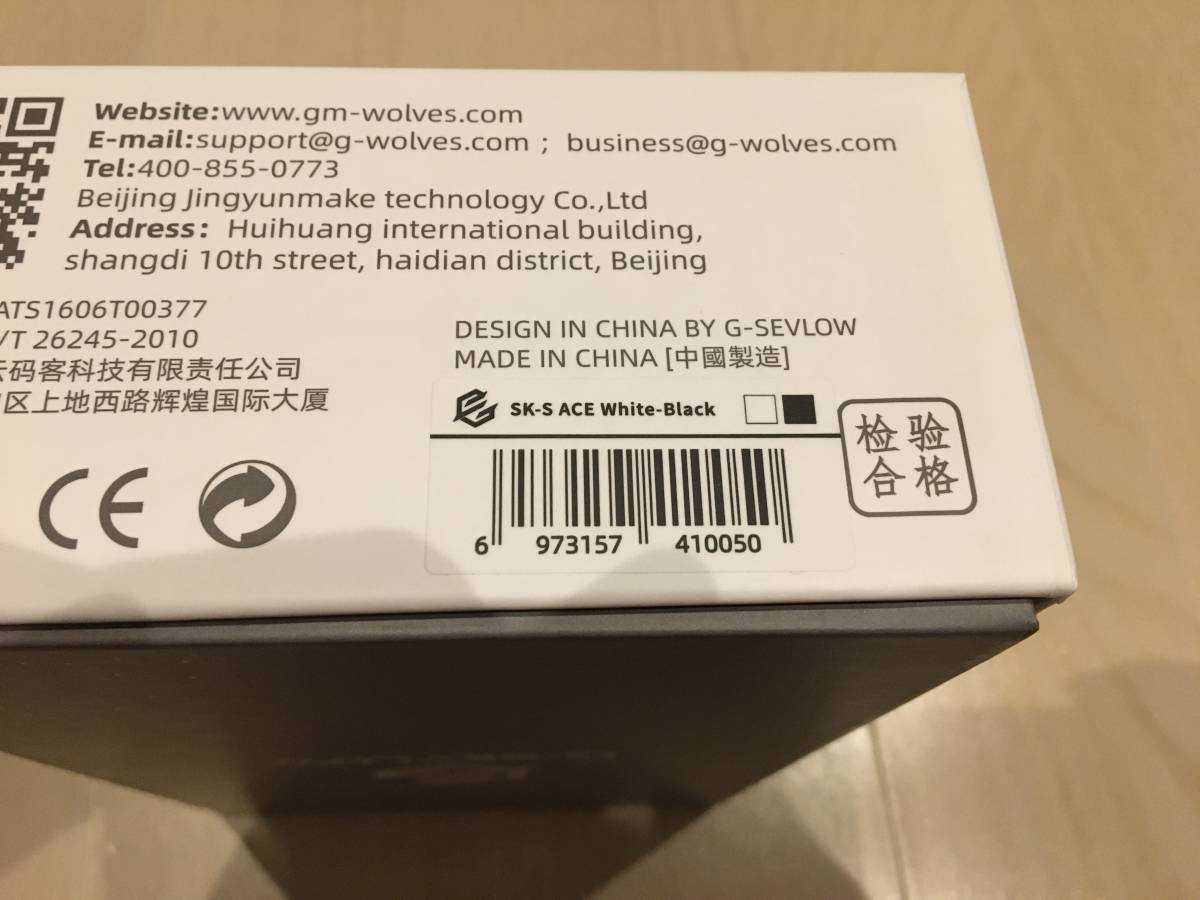 Website:www.gm-wolves.com
E-mail:support@g-wolves.com ; business@g-wolves.com
Tel:400-855-0773
Beijing Jingyunmake technology Co.,Ltd
Address: Huihuang international building,
shangdi 10th street, haidian district, Beijing
ATS1606T00377
/T 26245-2010
码客科技有限责任公司
区上地西路辉煌国际大厦
DESIGN IN CHINA BY G-SEVLOW
MADE IN CHINA [中國製造]
SK-S ACE White-Black
检验
合格
CE
6 973157 410050